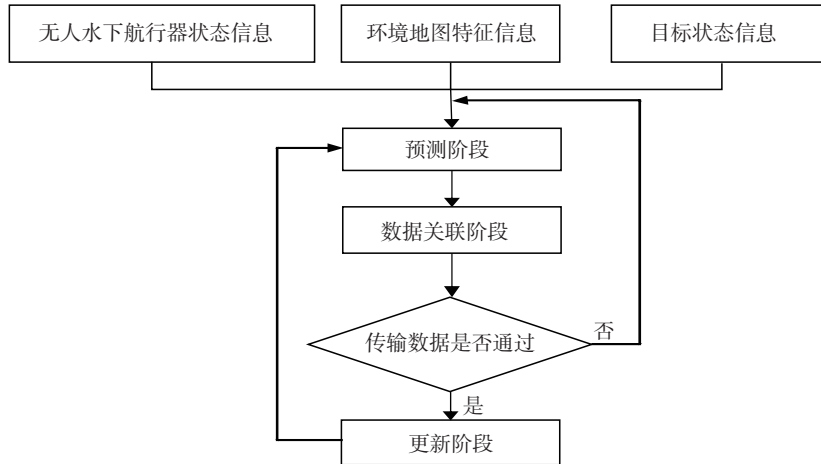 无人水下航行器状态信息
环境地图特征信息
目标状态信息
预测阶段
数据关联阶段
传输数据是否通过
否
是
更新阶段